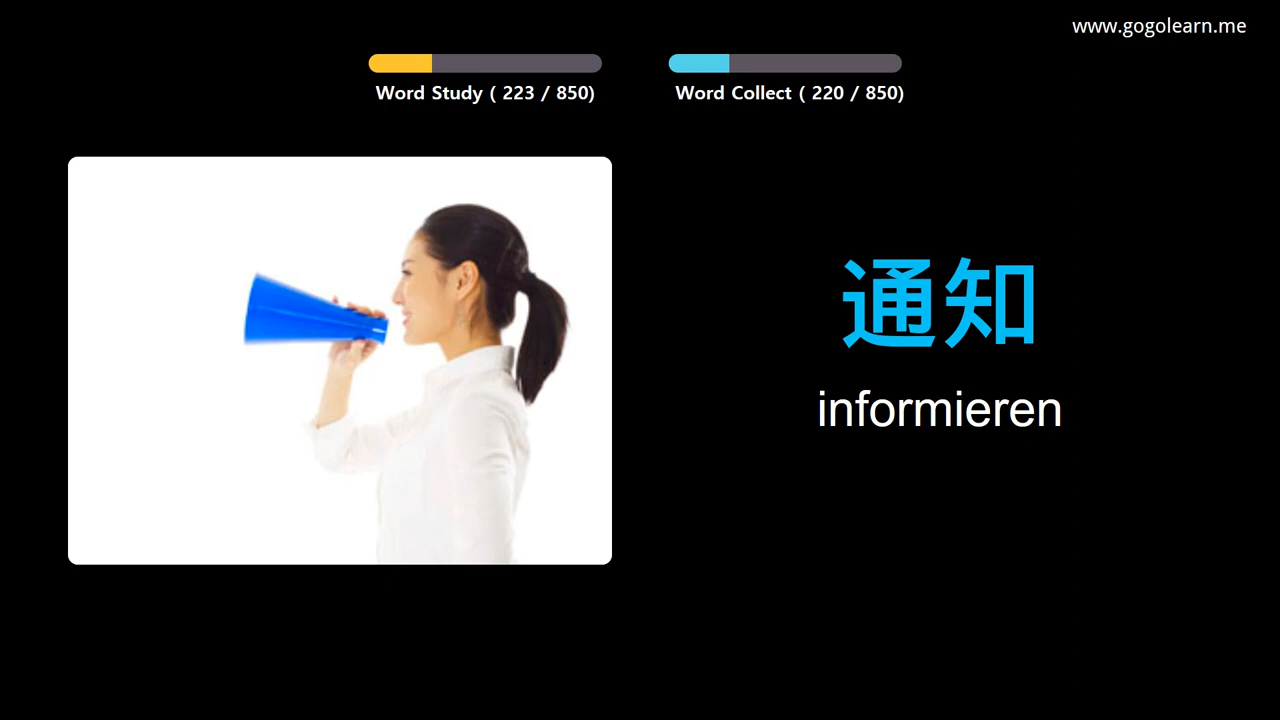 www.gogolearn.me
Word Study ( 223 / 850)
Word Collect ( 220 / 850)
通知
informieren